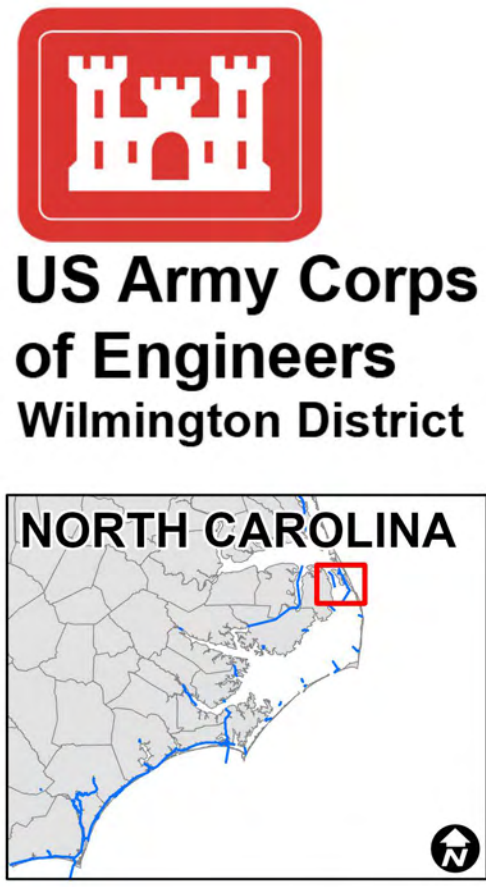 US Army Corps
of Engineers
Wilmington District
NORTH CAROLINA
N